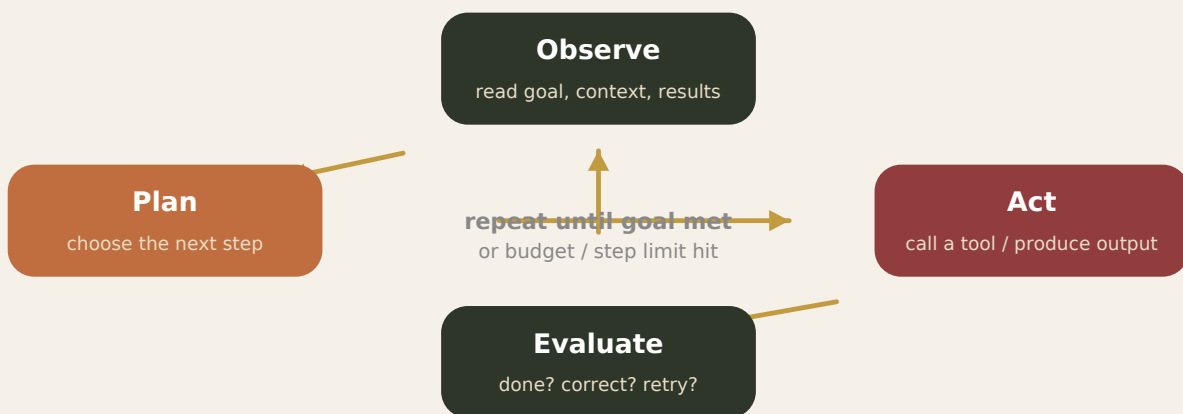 Observe
read goal, context, results
Plan
choose the next step
Act
call a tool / produce output
repeat until goal met
or budget / step limit hit
Evaluate
done? correct? retry?